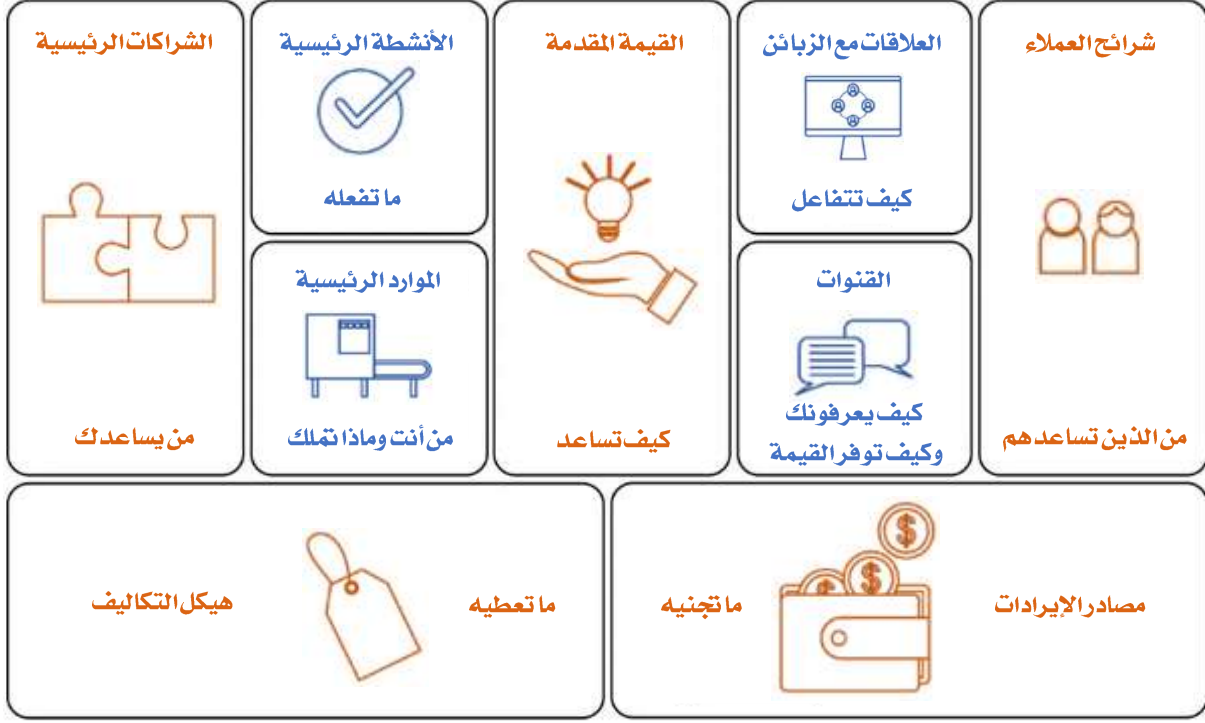 شرائح العملاء
من الذين تساعدهم
العلاقات مع الزبائن
كيف تتفاعل
القنوات
كيف يعرفونك
وكيف توفر القيمة
القيمة المقدمة
كيف تساعد
الأنشطة الرئيسية
ما تفعله
الموارد الرئيسية
من أنت وماذا تملك
الشراكات الرئيسية
من يساعدك
مصادر الإيرادات
$
$
ما تجنيه
ما تعطيه
هيكل التكاليف